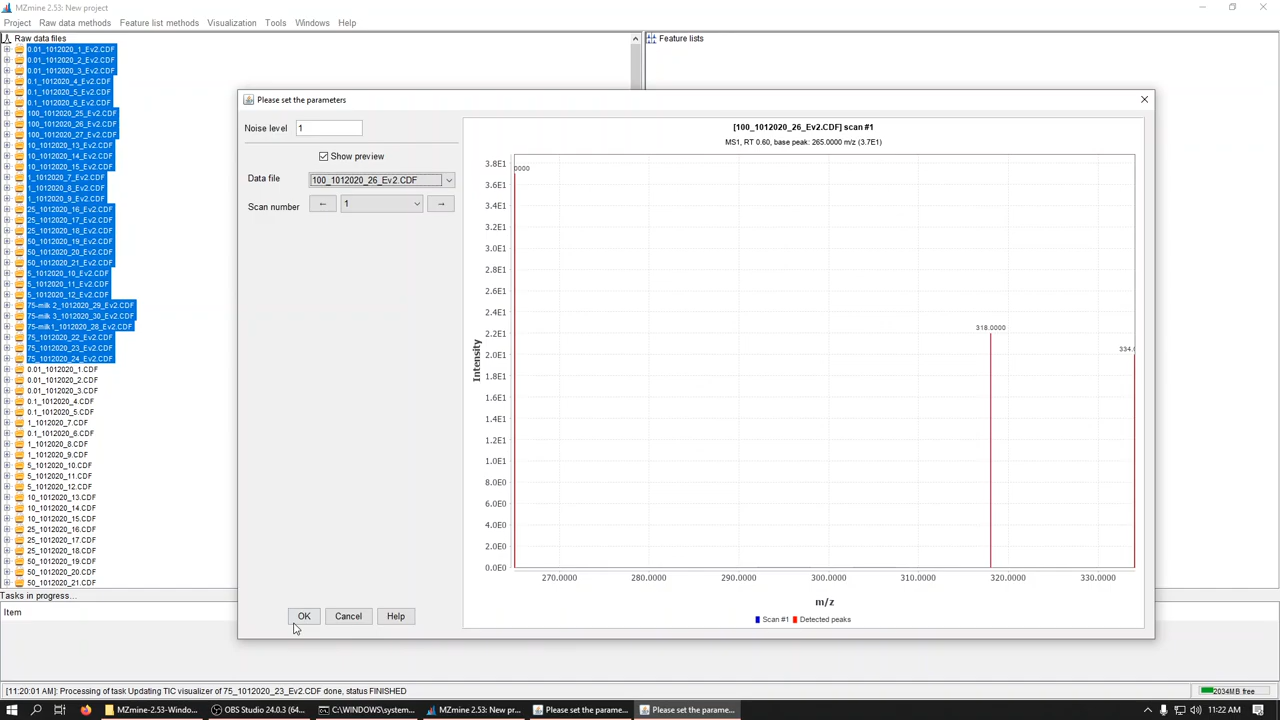 MZmine 2.53: New project
Project Raw data methods Feature list methods Visualization Tools Windows Help
Raw data files
0.01_1012020_1_Ev2.CDF
0.01_1012020_2_Ev2.CDF
0.01_1012020_3_Ev2.CDF
0.1_1012020_4_Ev2.CDF
0.1_1012020_5_Ev2.CDF
0.1_1012020_6_Ev2.CDF
100_1012020_25_Ev2.CDF
100_1012020_26_Ev2.CDF
100_1012020_27_Ev2.CDF
10_1012020_13_Ev2.CDF
10_1012020_14_Ev2.CDF
10_1012020_15_Ev2.CDF
1_1012020_7_Ev2.CDF
1_1012020_8_Ev2.CDF
1_1012020_9_Ev2.CDF
25_1012020_16_Ev2.CDF
25_1012020_17_Ev2.CDF
25_1012020_18_Ev2.CDF
50_1012020_19_Ev2.CDF
50_1012020_20_Ev2.CDF
50_1012020_21_Ev2.CDF
5_1012020_10_Ev2.CDF
5_1012020_11_Ev2.CDF
5_1012020_12_Ev2.CDF
75-milk 2_1012020_29_Ev2.CDF
75-milk 3_1012020_30_Ev2.CDF
75-milk1_1012020_28_Ev2.CDF
75_1012020_22_Ev2.CDF
75_1012020_23_Ev2.CDF
75_1012020_24_Ev2.CDF
0.01_1012020_1.CDF
0.01_1012020_2.CDF
0.01_1012020_3.CDF
0.1_1012020_4.CDF
0.1_1012020_5.CDF
1_1012020_7.CDF
0.1_1012020_6.CDF
1_1012020_8.CDF
1_1012020_9.CDF
5_1012020_10.CDF
5_1012020_11.CDF
5_1012020_12.CDF
10_1012020_13.CDF
10_1012020_14.CDF
10_1012020_15.CDF
25_1012020_16.CDF
25_1012020_17.CDF
25_1012020_18.CDF
50_1012020_19.CDF
50_1012020_20.CDF
50_1012020_21.CDF
Feature lists
Please set the parameters
Noise level 1
Show preview
Data file 100_1012020_26_Ev2.CDF
Scan number ← 1 →
OK Cancel Help
[100_1012020_26_Ev2.CDF] scan #1
MS1, RT 0.60, base peak: 265.0000 m/z (3.7E1)
3.8E1
3.6E1
3.4E1
3.2E1
3.0E1
2.8E1
2.6E1
2.4E1
2.2E1
2.0E1
1.8E1
1.6E1
1.4E1
1.2E1
1.0E1
8.0E0
6.0E0
4.0E0
2.0E0
0.0E0
Intensity
0000
318.0000
334.0
270.0000 280.0000 290.0000 300.0000 310.0000 320.0000 330.0000
m/z
Scan #1 Detected peaks
Tasks in progress...
Item
[11:20:01 AM]: Processing of task Updating TIC visualizer of 75_1012020_23_Ev2.CDF done, status FINISHED
2034MB free
MZmine-2.53-Windo... OBS Studio 24.0.3 (64... C:\WINDOWS\system... MZmine 2.53: New pr... Please set the parame... Please set the parame... 11:22 AM